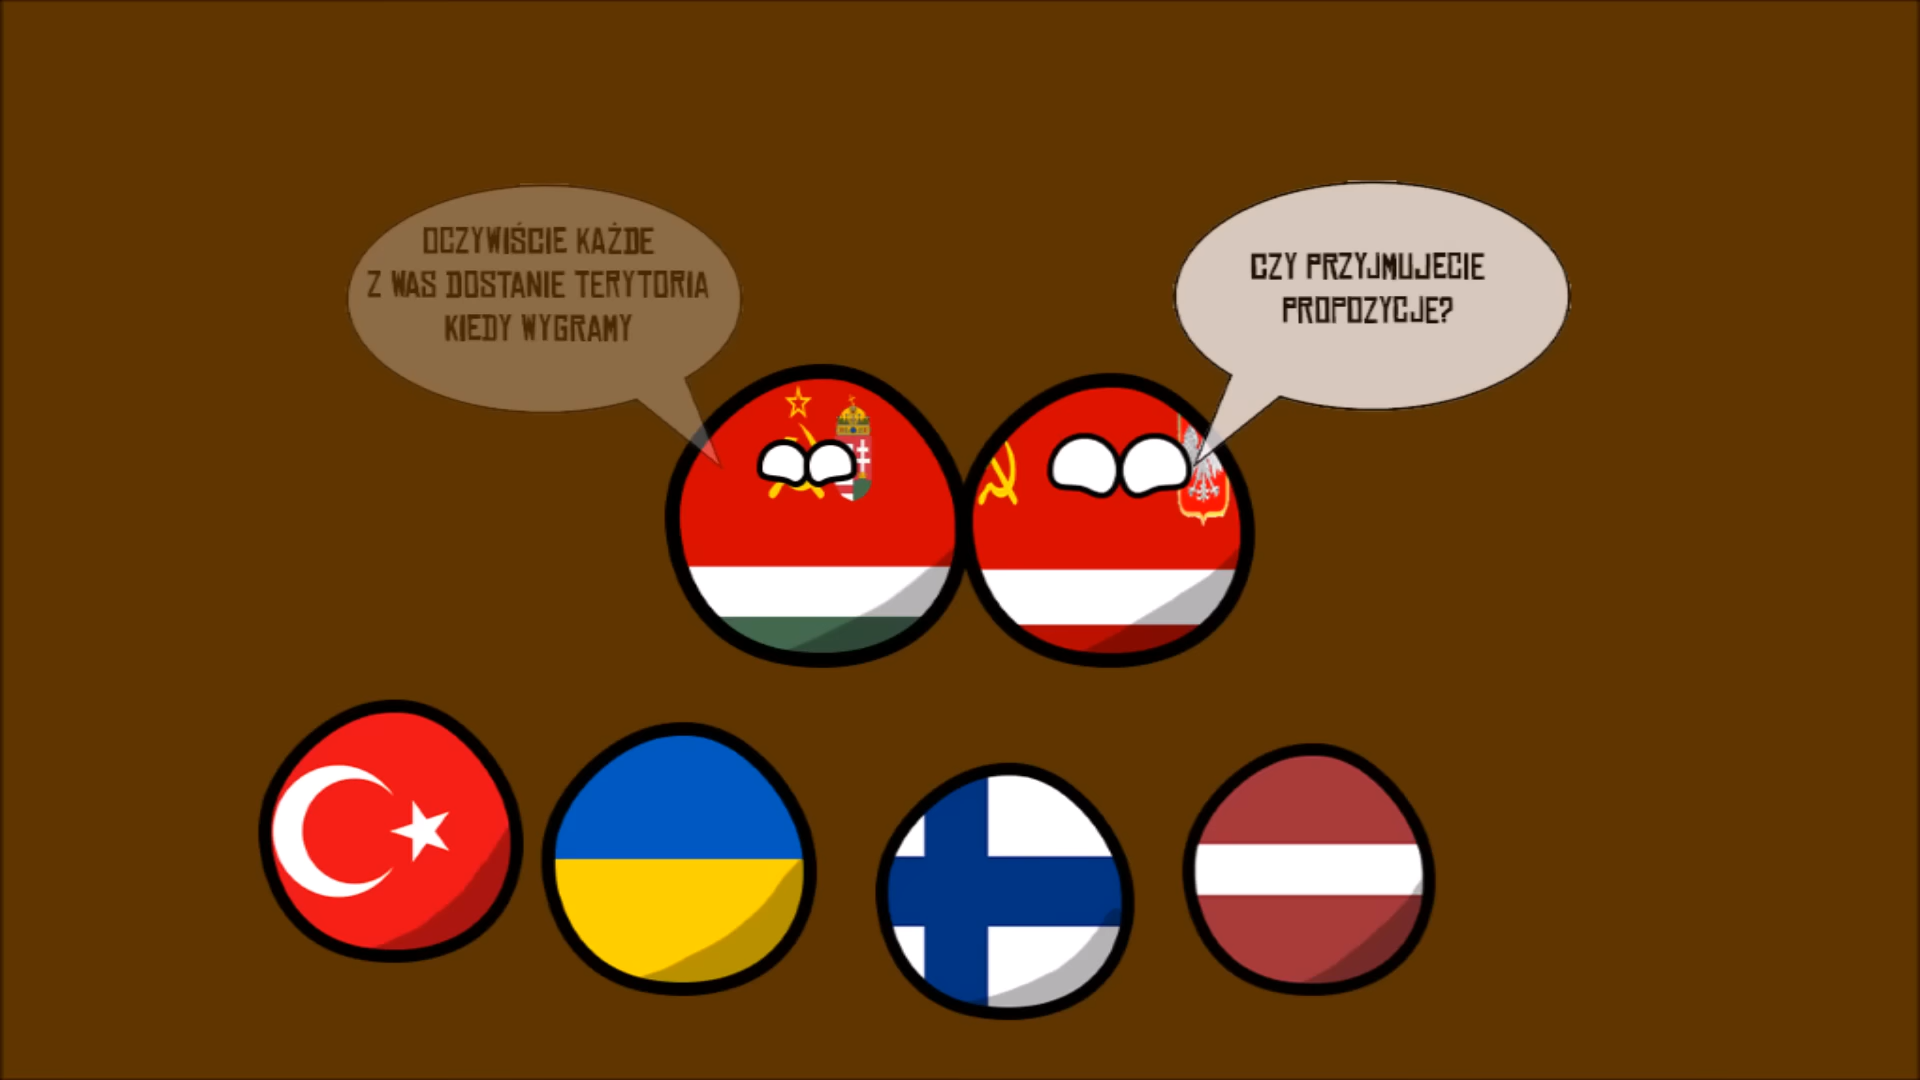 OCZYWIŚCIE KAŻDE
Z WAS DOSTANIE TERYTORIA
KIEDY WYGRAMY
CZY PRZYJMUJECIE
PROPOZYCJE?